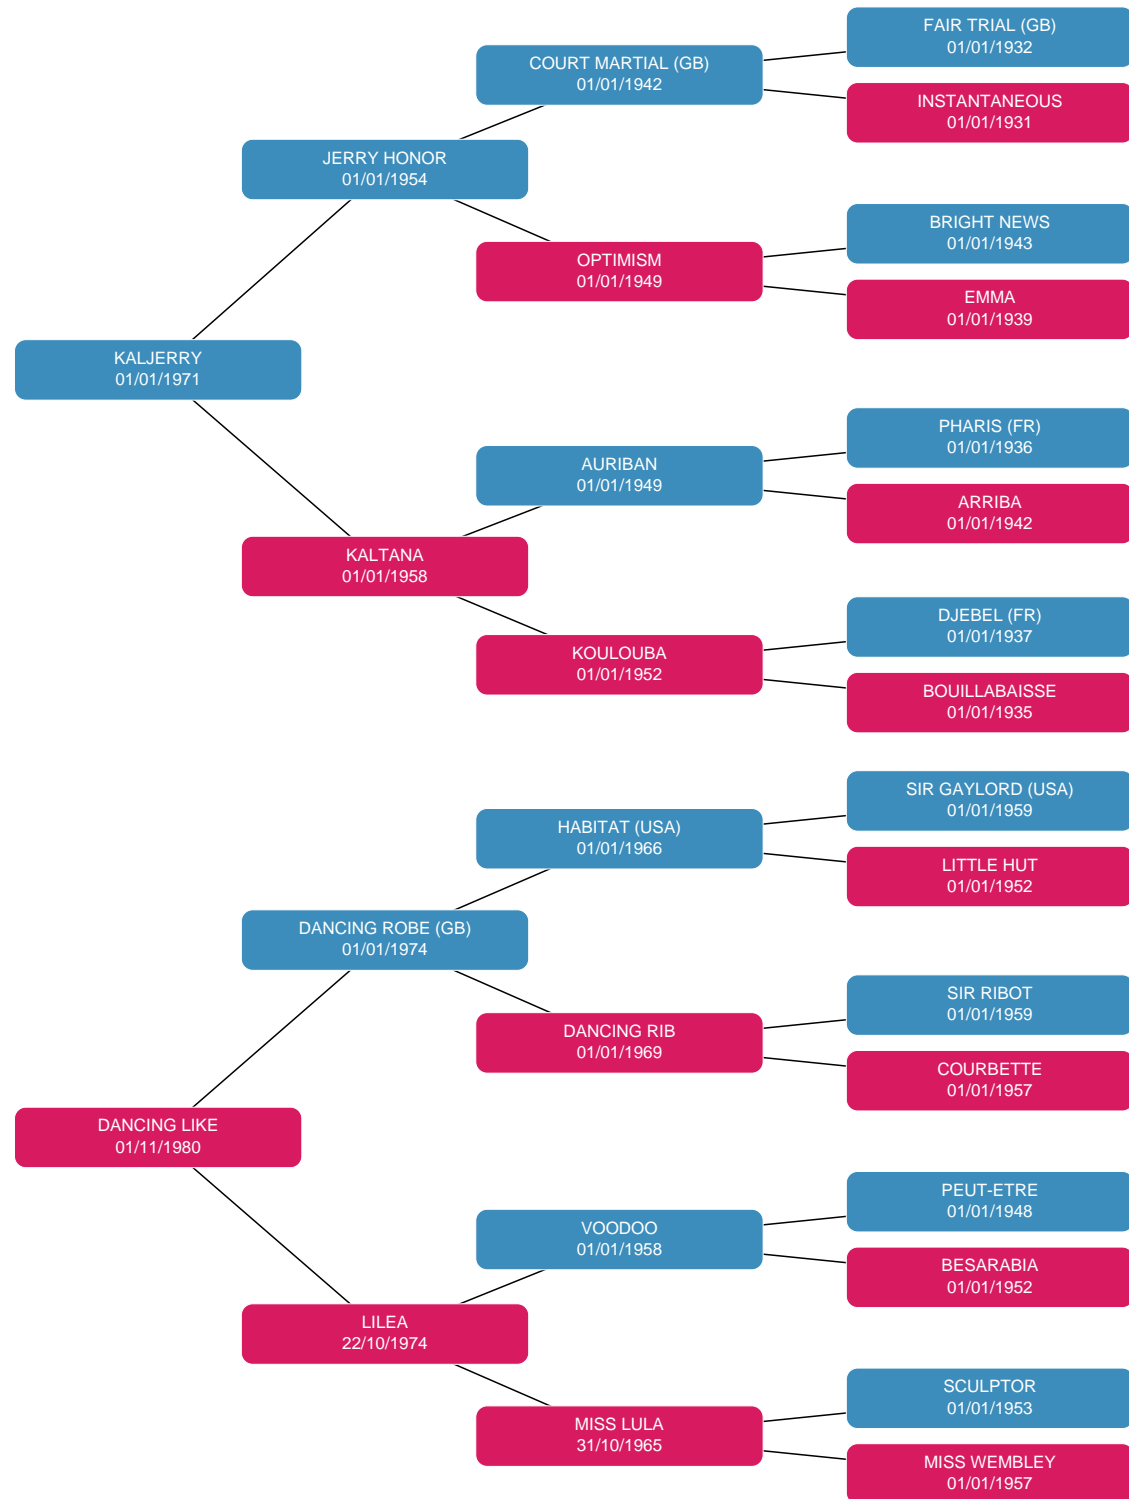 FAIR TRIAL (GB)
01/01/1932
COURT MARTIAL (GB)
01/01/1942
INSTANTANEOUS
01/01/1931
JERRY HONOR
01/01/1954
BRIGHT NEWS
01/01/1943
OPTIMISM
01/01/1949
EMMA
01/01/1939
KALJERRY
01/01/1971
PHARIS (FR)
01/01/1936
AURIBAN
01/01/1949
ARRIBA
01/01/1942
KALTANA
01/01/1958
DJEBEL (FR)
01/01/1937
KOULOUBA
01/01/1952
BOUILLABAISSE
01/01/1935
SIR GAYLORD (USA)
01/01/1959
HABITAT (USA)
01/01/1966
LITTLE HUT
01/01/1952
DANCING ROBE (GB)
01/01/1974
SIR RIBOT
01/01/1959
DANCING RIB
01/01/1969
COURBETTE
01/01/1957
DANCING LIKE
01/11/1980
PEUT-ETRE
01/01/1948
VOODOO
01/01/1958
BESARABIA
01/01/1952
LILEA
22/10/1974
SCULPTOR
01/01/1953
MISS LULA
31/10/1965
MISS WEMBLEY
01/01/1957